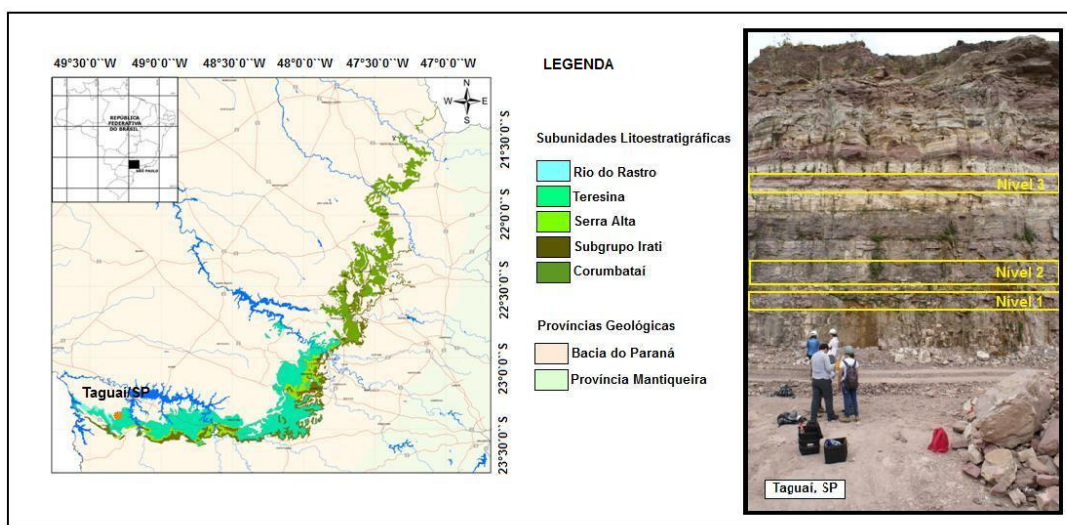 49°30'0''W 49°0'0''W 48°30'0''W 48°0'0''W 47°30'0''W 47°0'0''W
REPÚBLICA
FEDERATIVA
DO BRASIL
SÃO PAULO
N
W E
S
21°30'0'' S
22°0'0'' S
22°30'0'' S
23°0'0'' S
23°30'0'' S
Taguaí/SP
LEGENDA
Subunidades Litoestratigráficas
Rio do Rastro
Teresina
Serra Alta
Subgrupo Irati
Corumbataí
Províncias Geológicas
Bacia do Paraná
Província Mantiqueira
Nível 3
Nível 2
Nível 1
Taguaí, SP